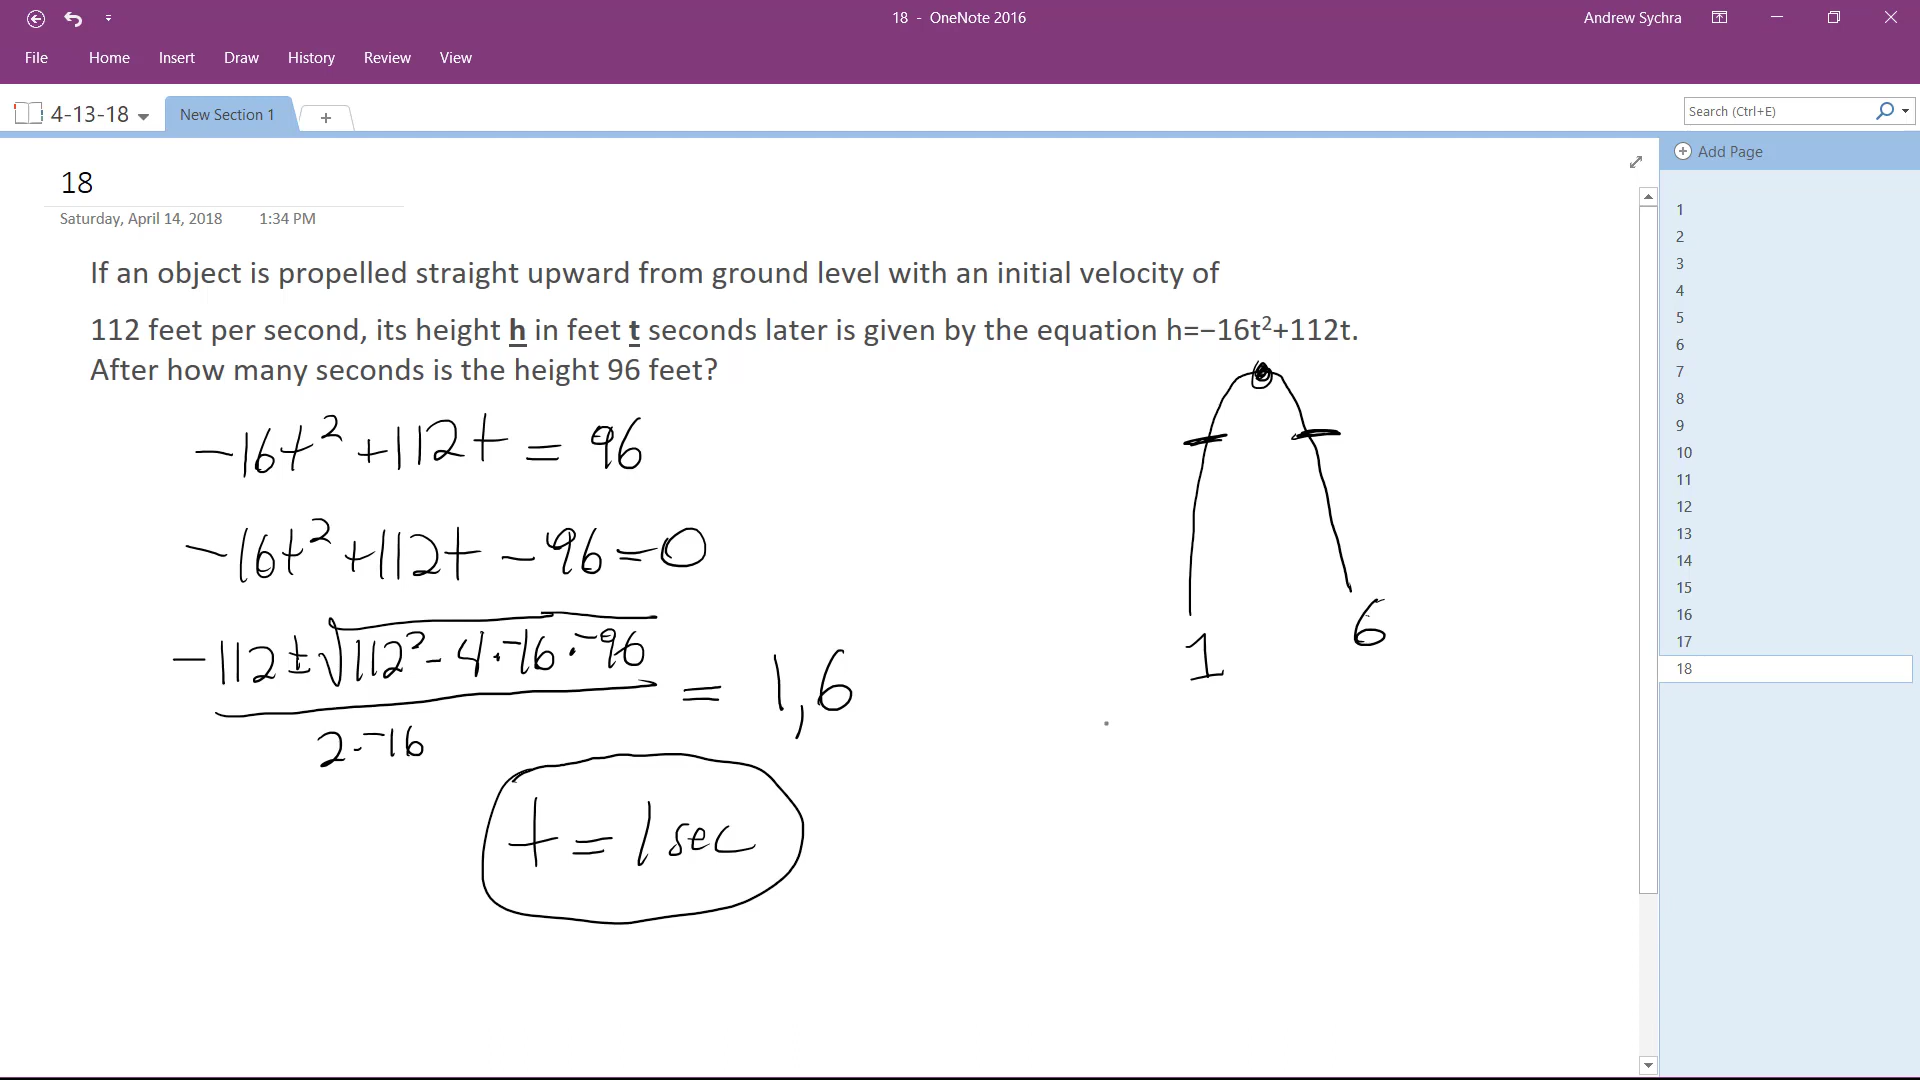 18 - OneNote 2016
Andrew Sychra
File Home Insert Draw History Review View
4-13-18 New Section 1 +
Search (Ctrl+E)
Add Page
18
Saturday, April 14, 2018 1:34 PM
If an object is propelled straight upward from ground level with an initial velocity of
112 feet per second, its height h in feet t seconds later is given by the equation h=−16t²+112t.
After how many seconds is the height 96 feet?
-16t² +112t = 96
-16t² +112t -96=0
-112±√112²-4·-16·-96
2·-16
= 1,6
t = 1 sec
1 6
1
2
3
4
5
6
7
8
9
10
11
12
13
14
15
16
17
18